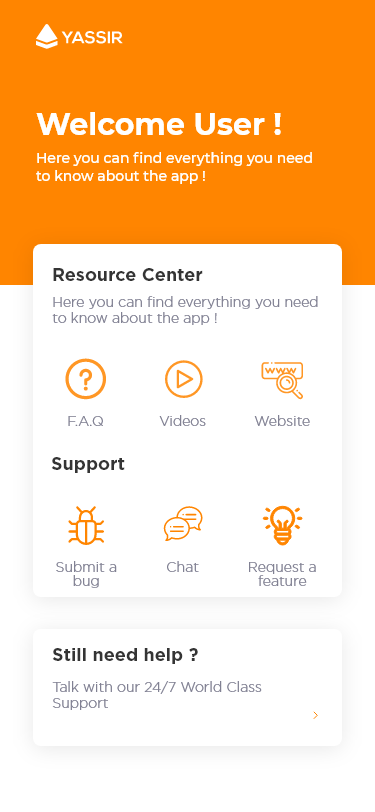 YASSIR
Welcome User !
Here you can find everything you need
to know about the app !
Resource Center
Here you can find everything you need
to know about the app !
www
F.A.Q
Videos
Website
Support
Submit a
bug
Chat
Request a
feature
Still need help ?
Talk with our 24/7 World Class
Support